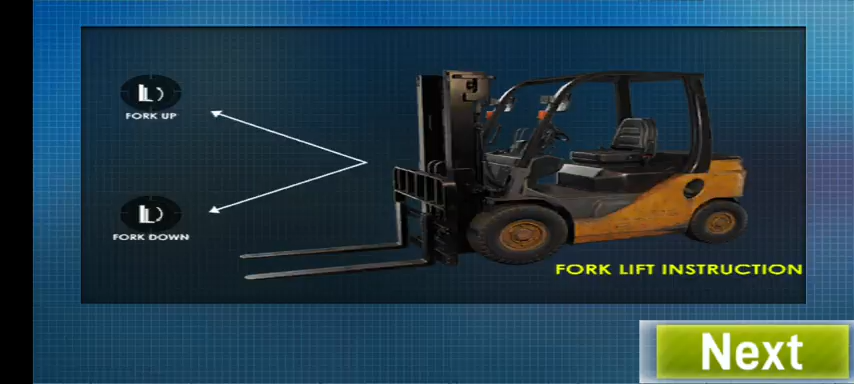 FORK UP
FORK DOWN
FORK LIFT INSTRUCTION
Next